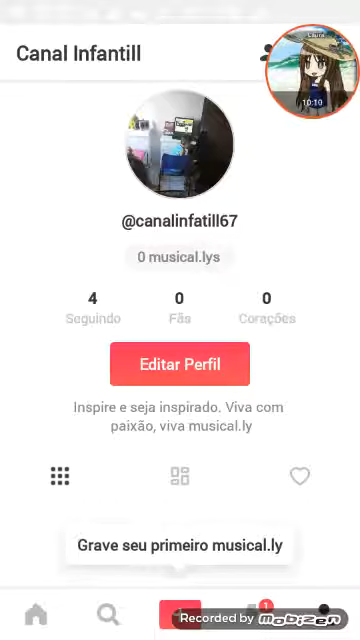 Canal Infantill
Laura
10:10
@canalinfatill67
0 musical.lys
4
0
0
Seguindo
Fãs
Corações
Editar Perfil
Inspire e seja inspirado. Viva com
paixão, viva musical.ly
Grave seu primeiro musical.ly
1
Recorded by
mobizen